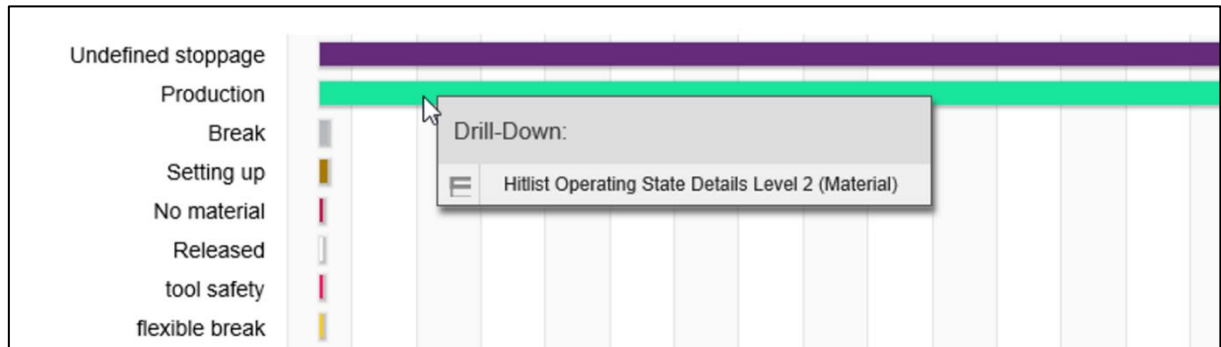 Undefined stoppage
Production
Drill-Down:
Break
Setting up
Hitlist Operating State Details Level 2 (Material)
No material
Released
tool safety
flexible break